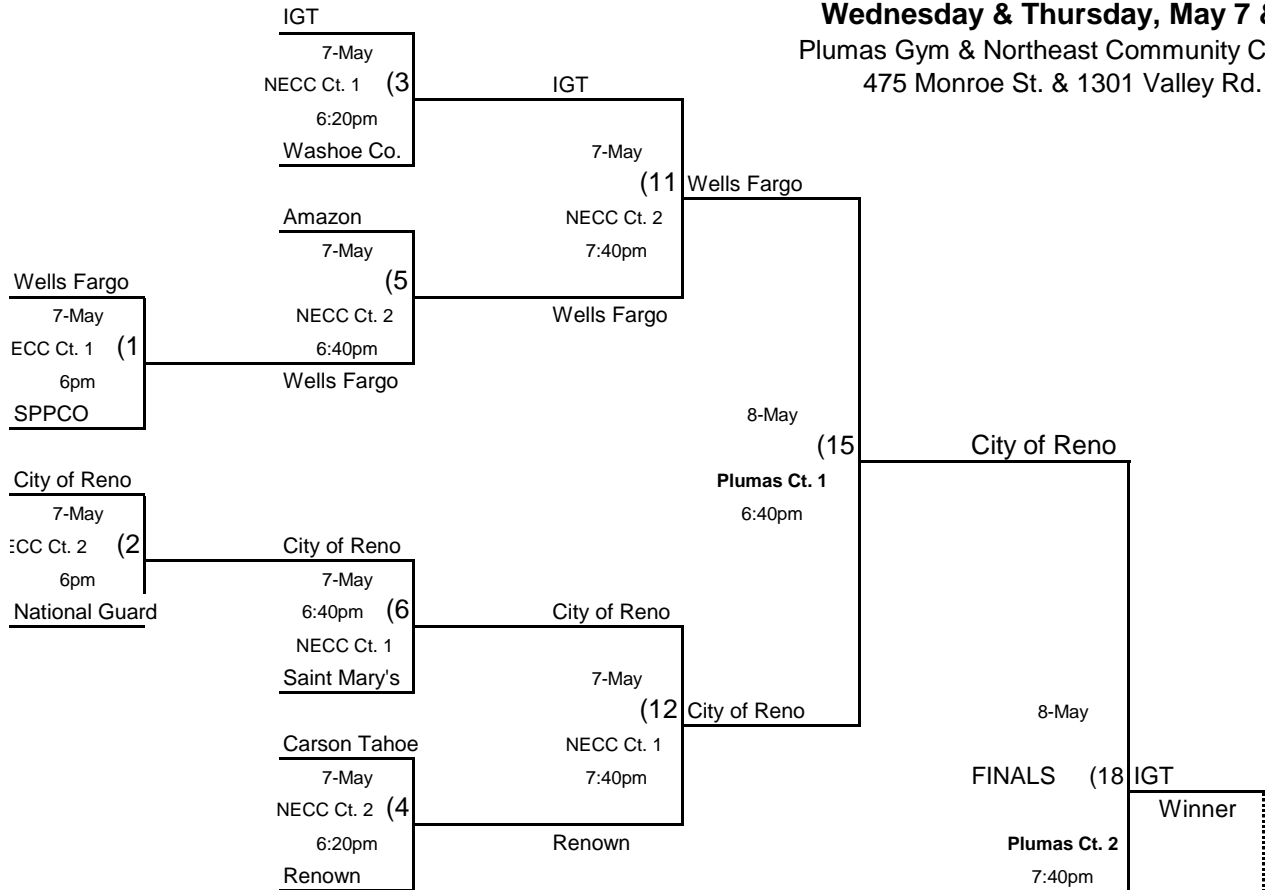 IGT
Wednesday & Thursday, May 7 &
7-May
Plumas Gym & Northeast Community C
NECC Ct. 1 (3
IGT
475 Monroe St. & 1301 Valley Rd.
6:20pm
Washoe Co.
7-May
(11 Wells Fargo
Amazon
NECC Ct. 2
7-May
7:40pm
Wells Fargo
(5
7-May
NECC Ct. 2
Wells Fargo
ECC Ct. 1 (1
6:40pm
6pm
Wells Fargo
SPPCO
8-May
(15
City of Reno
City of Reno
Plumas Ct. 1
7-May
6:40pm
ECC Ct. 2 (2
City of Reno
6pm
7-May
National Guard
6:40pm (6
City of Reno
NECC Ct. 1
Saint Mary's
7-May
(12 City of Reno
8-May
Carson Tahoe
NECC Ct. 1
7-May
7:40pm
FINALS (18 IGT
NECC Ct. 2 (4
Winner
6:20pm
Renown
Plumas Ct. 2
Renown
7:40pm